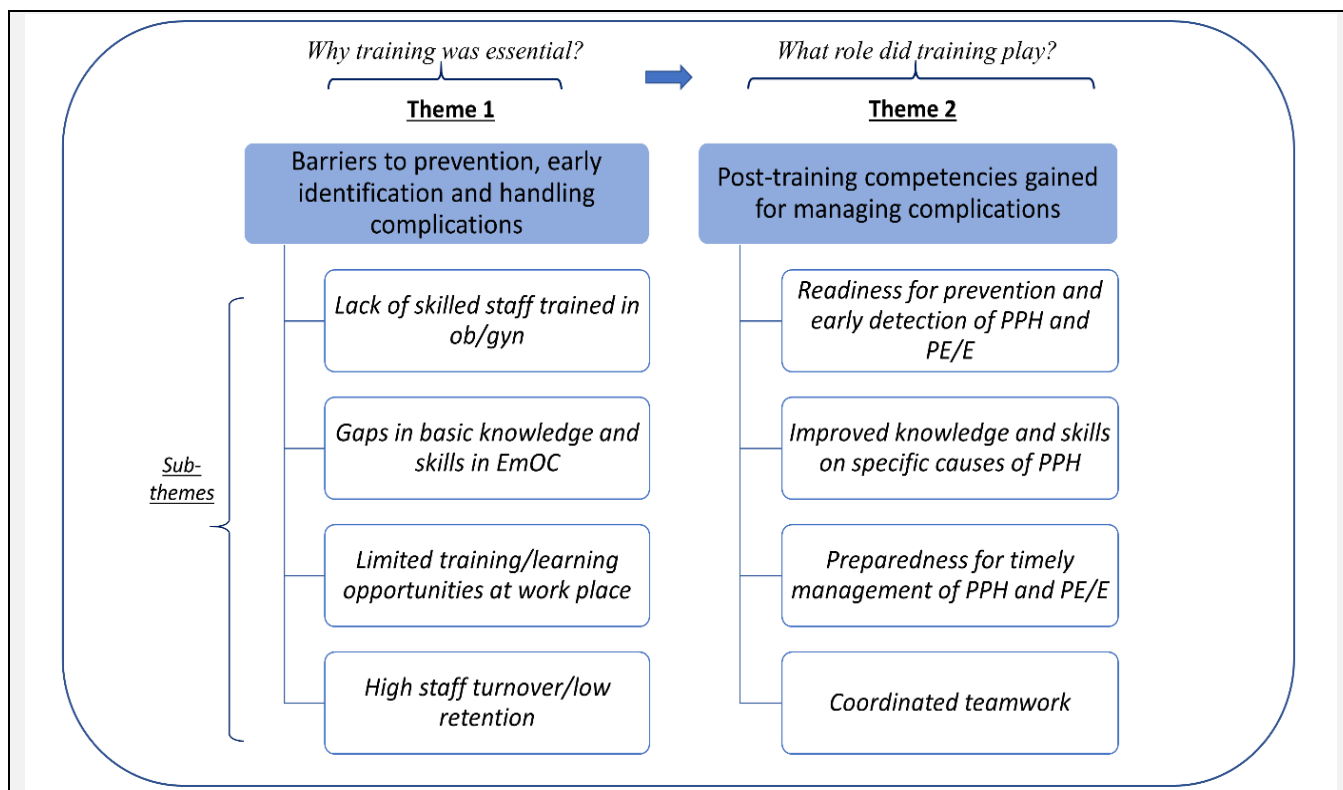 Why training was essential?
What role did training play?
Theme 1
Theme 2
Barriers to prevention, early
identification and handling
complications
Post-training competencies gained
for managing complications
Sub-
themes
Lack of skilled staff trained in
ob/gyn
Readiness for prevention and
early detection of PPH and
PE/E
Gaps in basic knowledge and
skills in EmOC
Improved knowledge and skills
on specific causes of PPH
Limited training/learning
opportunities at work place
Preparedness for timely
management of PPH and PE/E
High staff turnover/low
retention
Coordinated teamwork